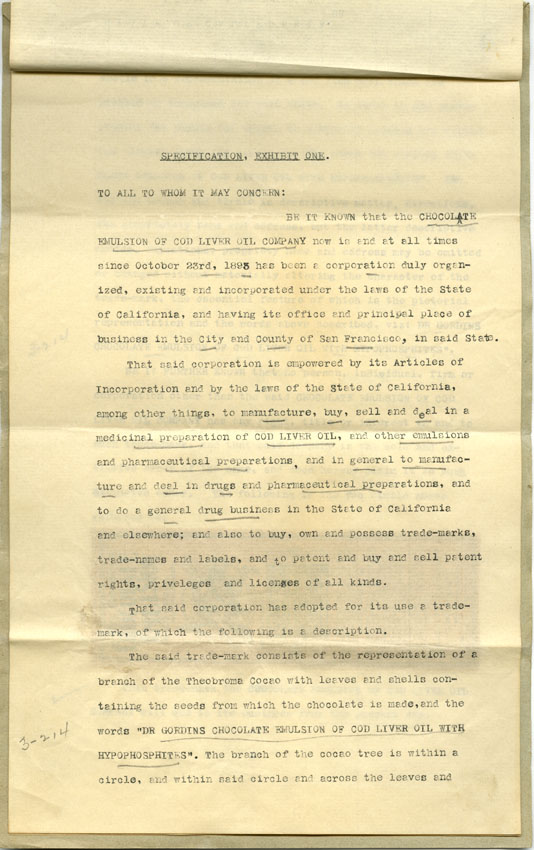 SPECIFICATION, EXHIBIT ONE.
TO ALL TO WHOM IT MAY CONCERN:
BE IT KNOWN that the CHOCOLATE
EMULSION OF COD LIVER OIL COMPANY now is and at all times
since October 23rd, 1893 has been a corporation duly organ-
ized, existing and incorporated under the laws of the State
of California, and having its office and principal place of
business in the City and County of San Francisco, in said State.
That said corporation is empowered by its Articles of
Incorporation and by the laws of the State of California,
among other things, to manufacture, buy, sell and deal in a
medicinal preparation of COD LIVER OIL, and other emulsions
and pharmaceutical preparations, and in general to manufac-
ture and deal in drugs and pharmaceutical preparations, and
to do a general drug business in the State of California
and elsewhere; and also to buy, own and possess trade-marks,
trade-names and labels, and to patent and buy and sell patent
rights, priveleges and licenses of all kinds.
That said corporation has adopted for its use a trade-
mark, of which the following is a description.
The said trade-mark consists of the representation of a
branch of the Theobroma Cocao with leaves and shells con-
taining the seeds from which the chocolate is made,and the
words "DR GORDINS CHOCOLATE EMULSION OF COD LIVER OIL WITH
3-214
HYPOPHOSPHITES". The branch of the cocao tree is within a
circle, and within said circle and across the leaves and